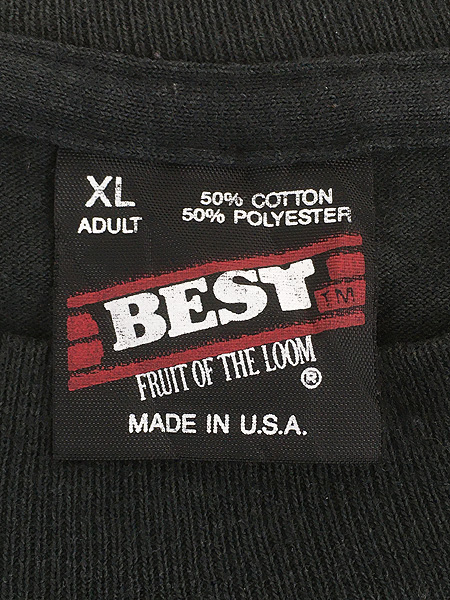 XL
ADULT
50% COTTON
50% POLYESTER
BEST
TM
FRUIT OF THE LOOM
®
MADE IN U.S.A.